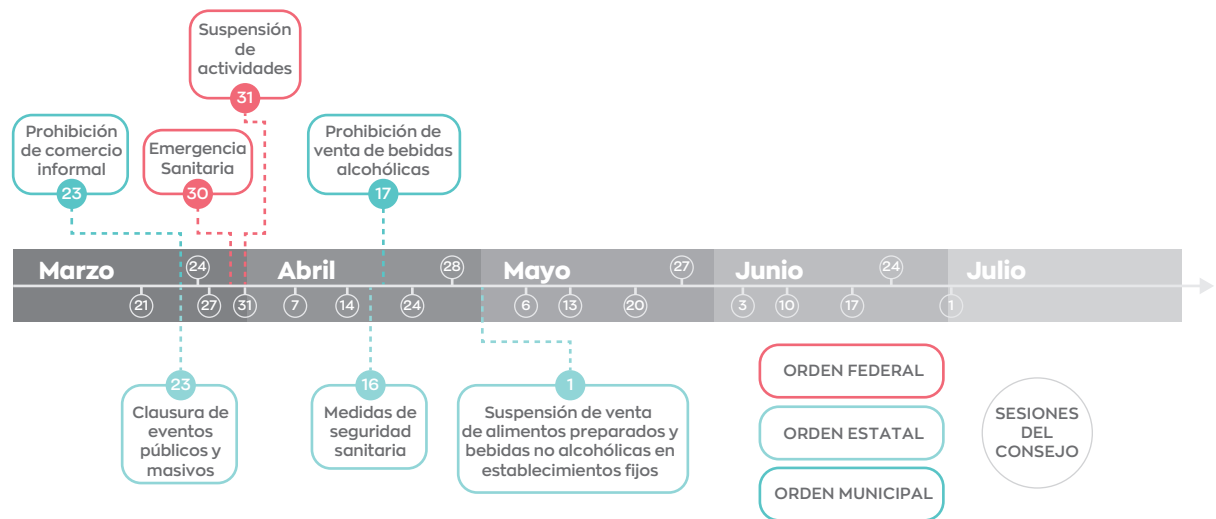 Suspensión
de
actividades
31
Prohibición
de comercio
informal
23
Emergencia
Sanitaria
30
Prohibición de
venta de bebidas
alcohólicas
17
Marzo
24
Abril
28
Mayo
27
Junio
24
Julio
21
27
31
7
14
24
6
13
20
3
10
17
1
23
Clausura de
eventos
públicos y
masivos
16
Medidas de
seguridad
sanitaria
1
Suspensión de venta
de alimentos preparados y
bebidas no alcohólicas en
establecimientos fijos
ORDEN FEDERAL
ORDEN ESTATAL
ORDEN MUNICIPAL
SESIONES
DEL
CONSEJO